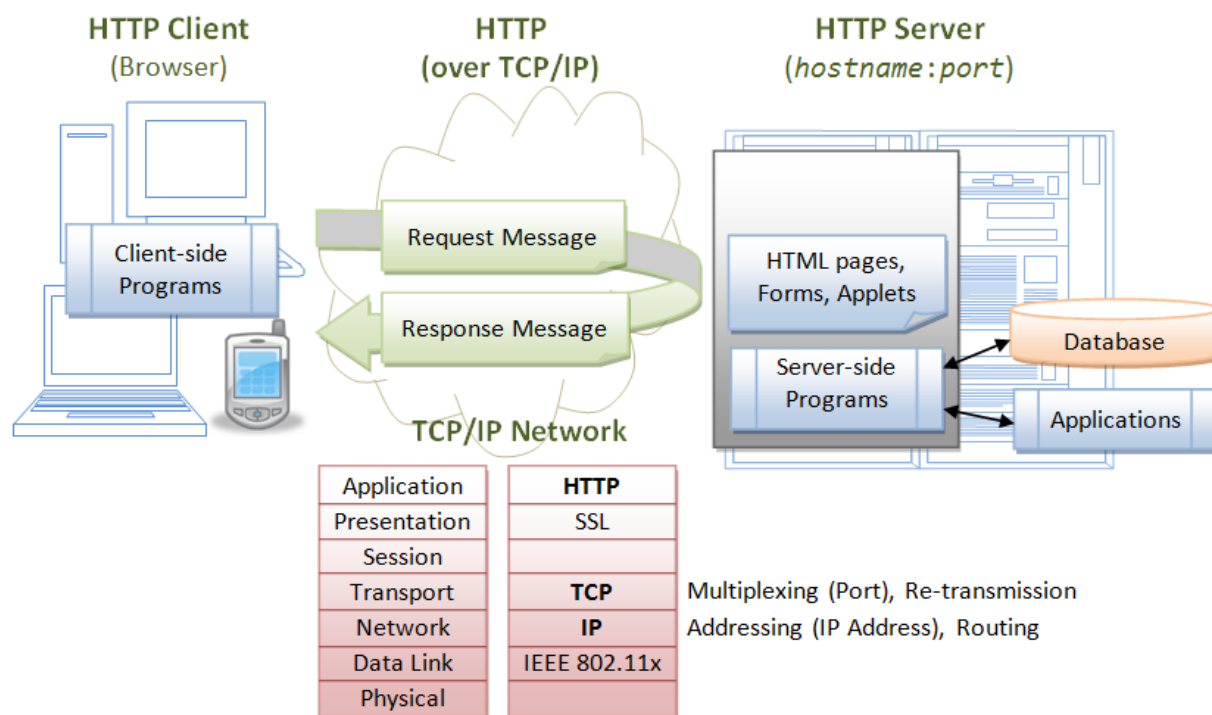 HTTP Client
(Browser)
HTTP
(over TCP/IP)
HTTP Server
(hostname:port)
Client-side
Programs
Request Message
Response Message
HTML pages,
Forms, Applets
Server-side
Programs
Database
Applications
TCP/IP Network
Application HTTP
Presentation SSL
Session
Transport TCP Multiplexing (Port), Re-transmission
Network IP Addressing (IP Address), Routing
Data Link IEEE 802.11x
Physical